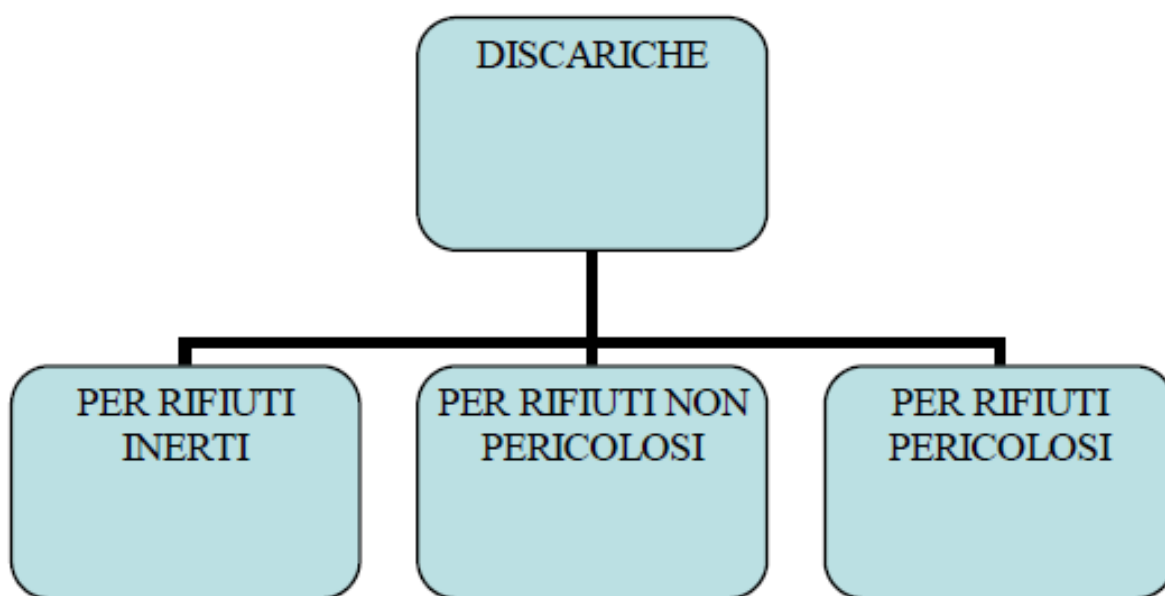 DISCARICHE
PER RIFIUTI
INERTI
PER RIFIUTI NON
PERICOLOSI
PER RIFIUTI
PERICOLOSI